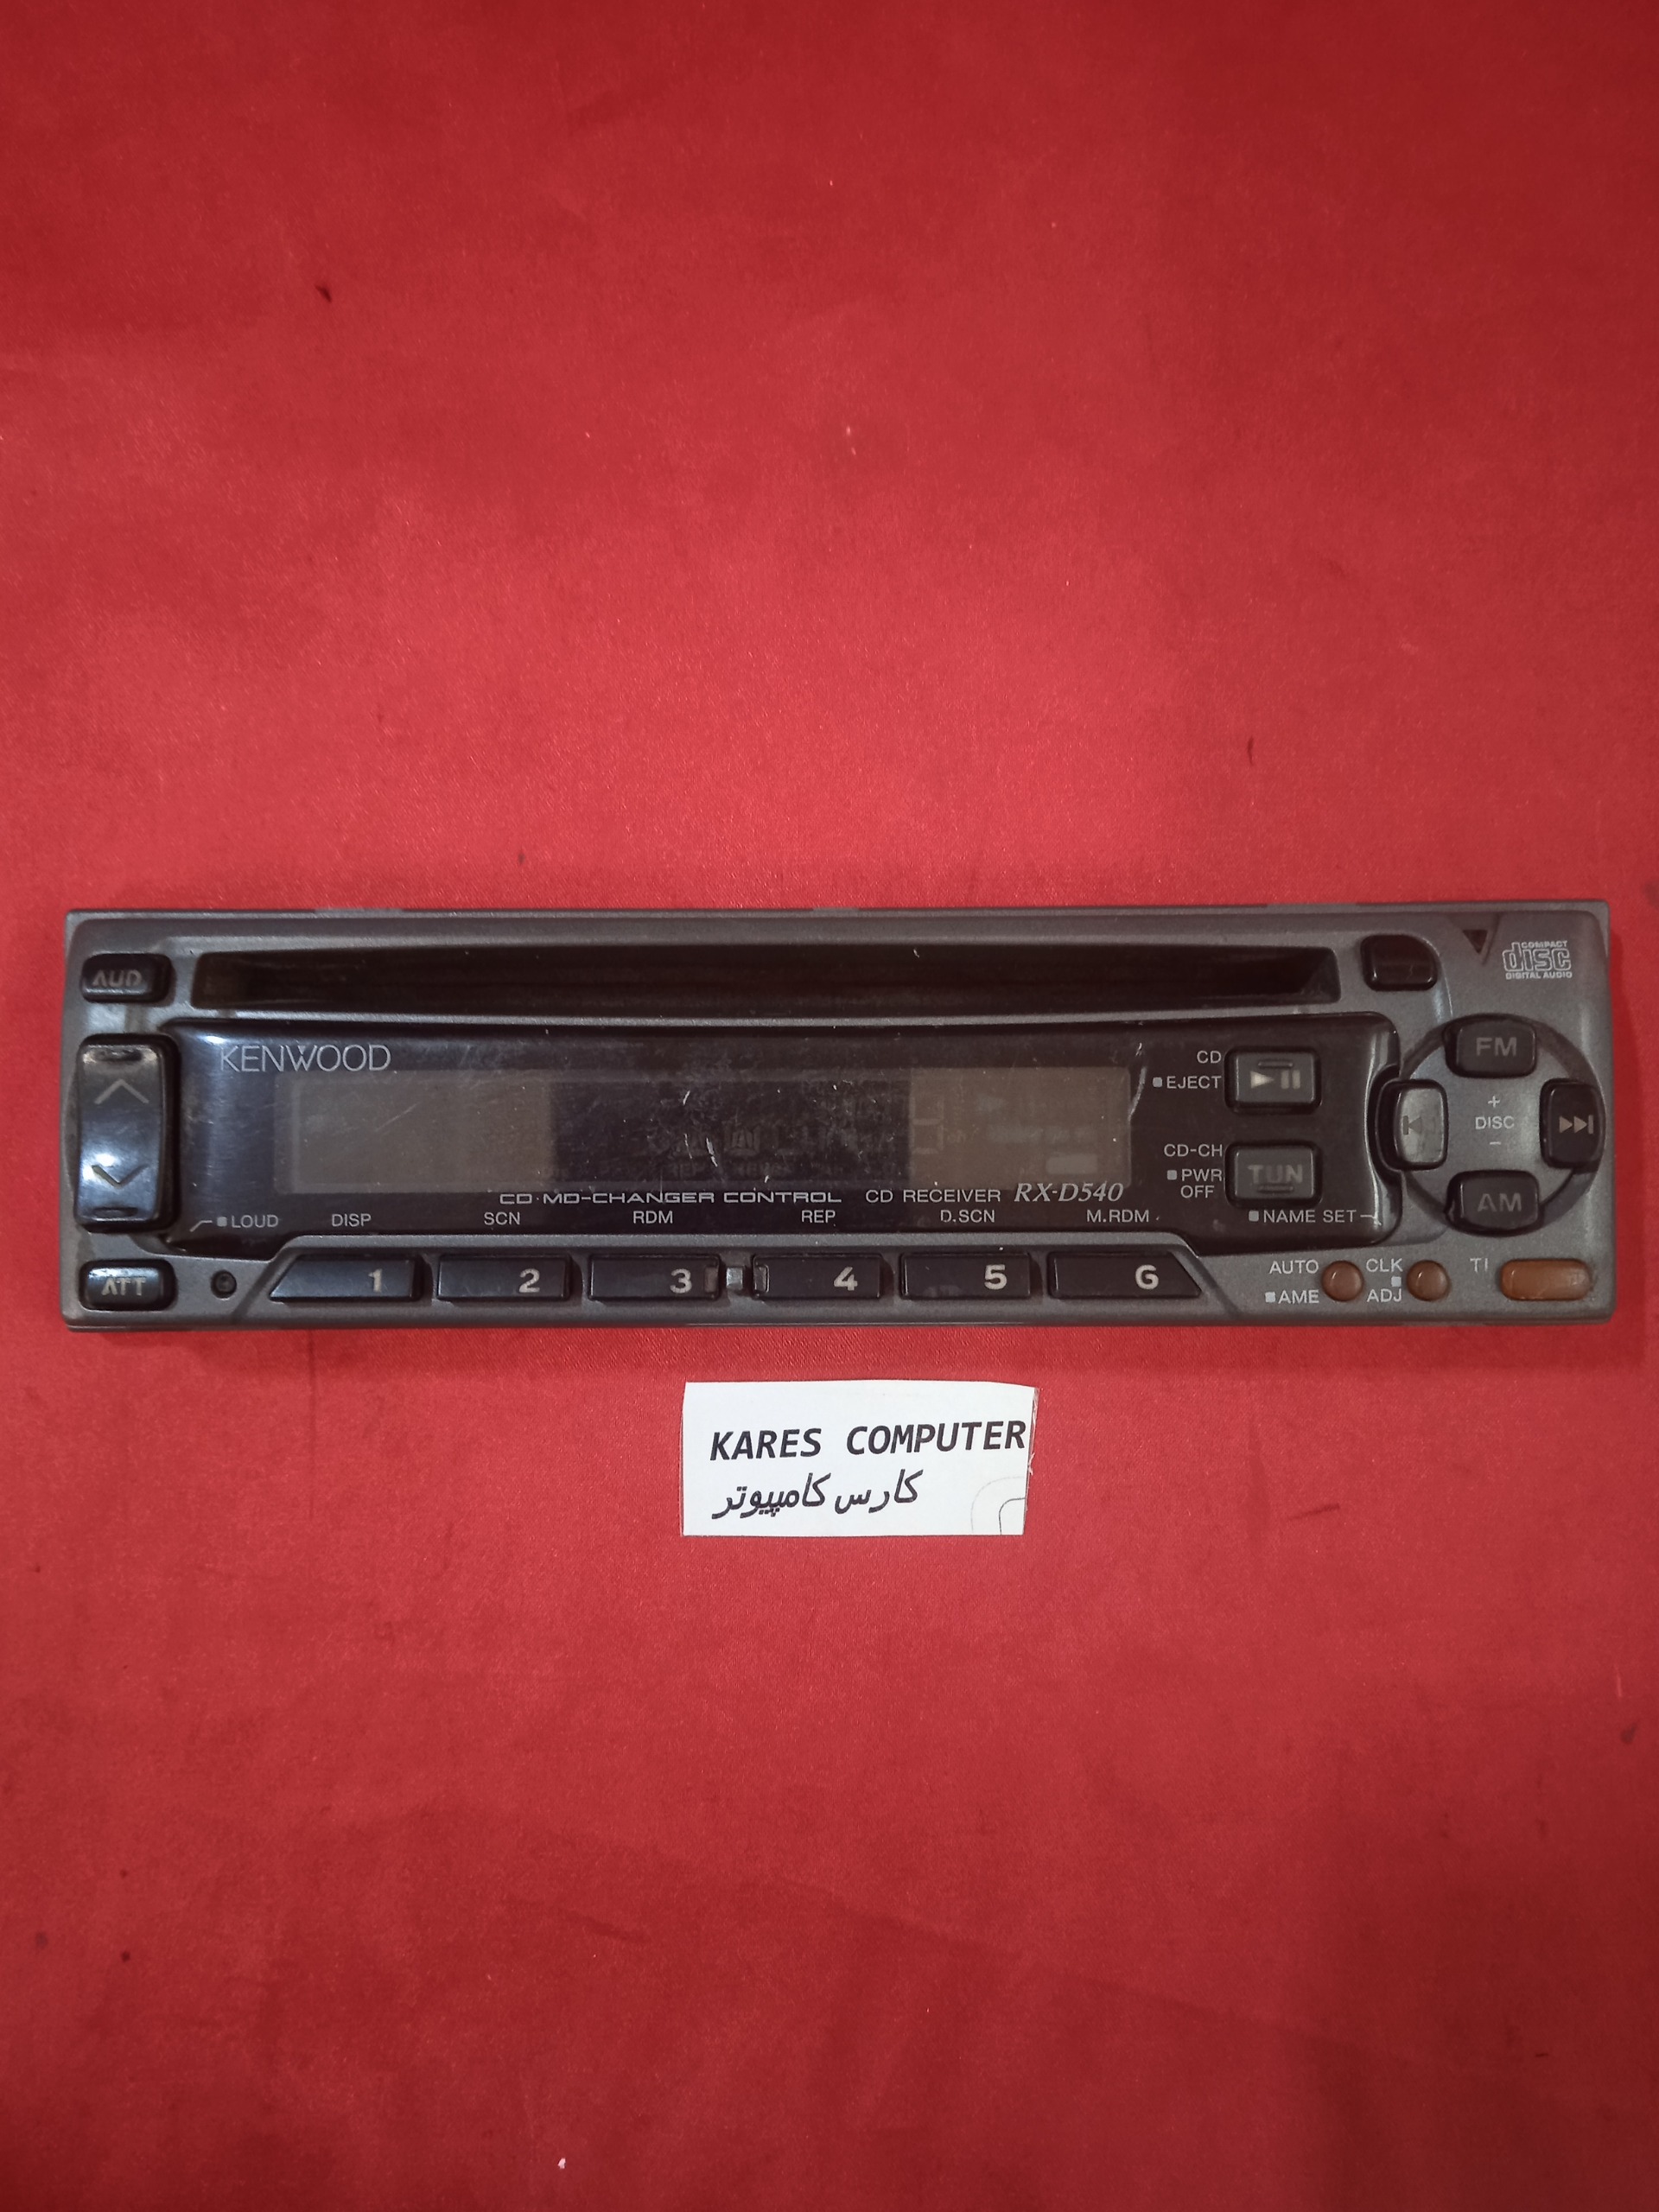 AUD
COMPACT
disc
DIGITAL AUDIO
KENWOOD
CD
EJECT
FM
+
DISC
-
CD-CH
PWR
OFF
TUN
AM
CD·MD-CHANGER CONTROL CD RECEIVER RX-D540
LOUD DISP SCN RDM REP D.SCN M.RDM NAME SET
ATT 1 2 3 4 5 6
AUTO CLK TI
AME ADJ
KARES COMPUTER
کارس کامپیوتر